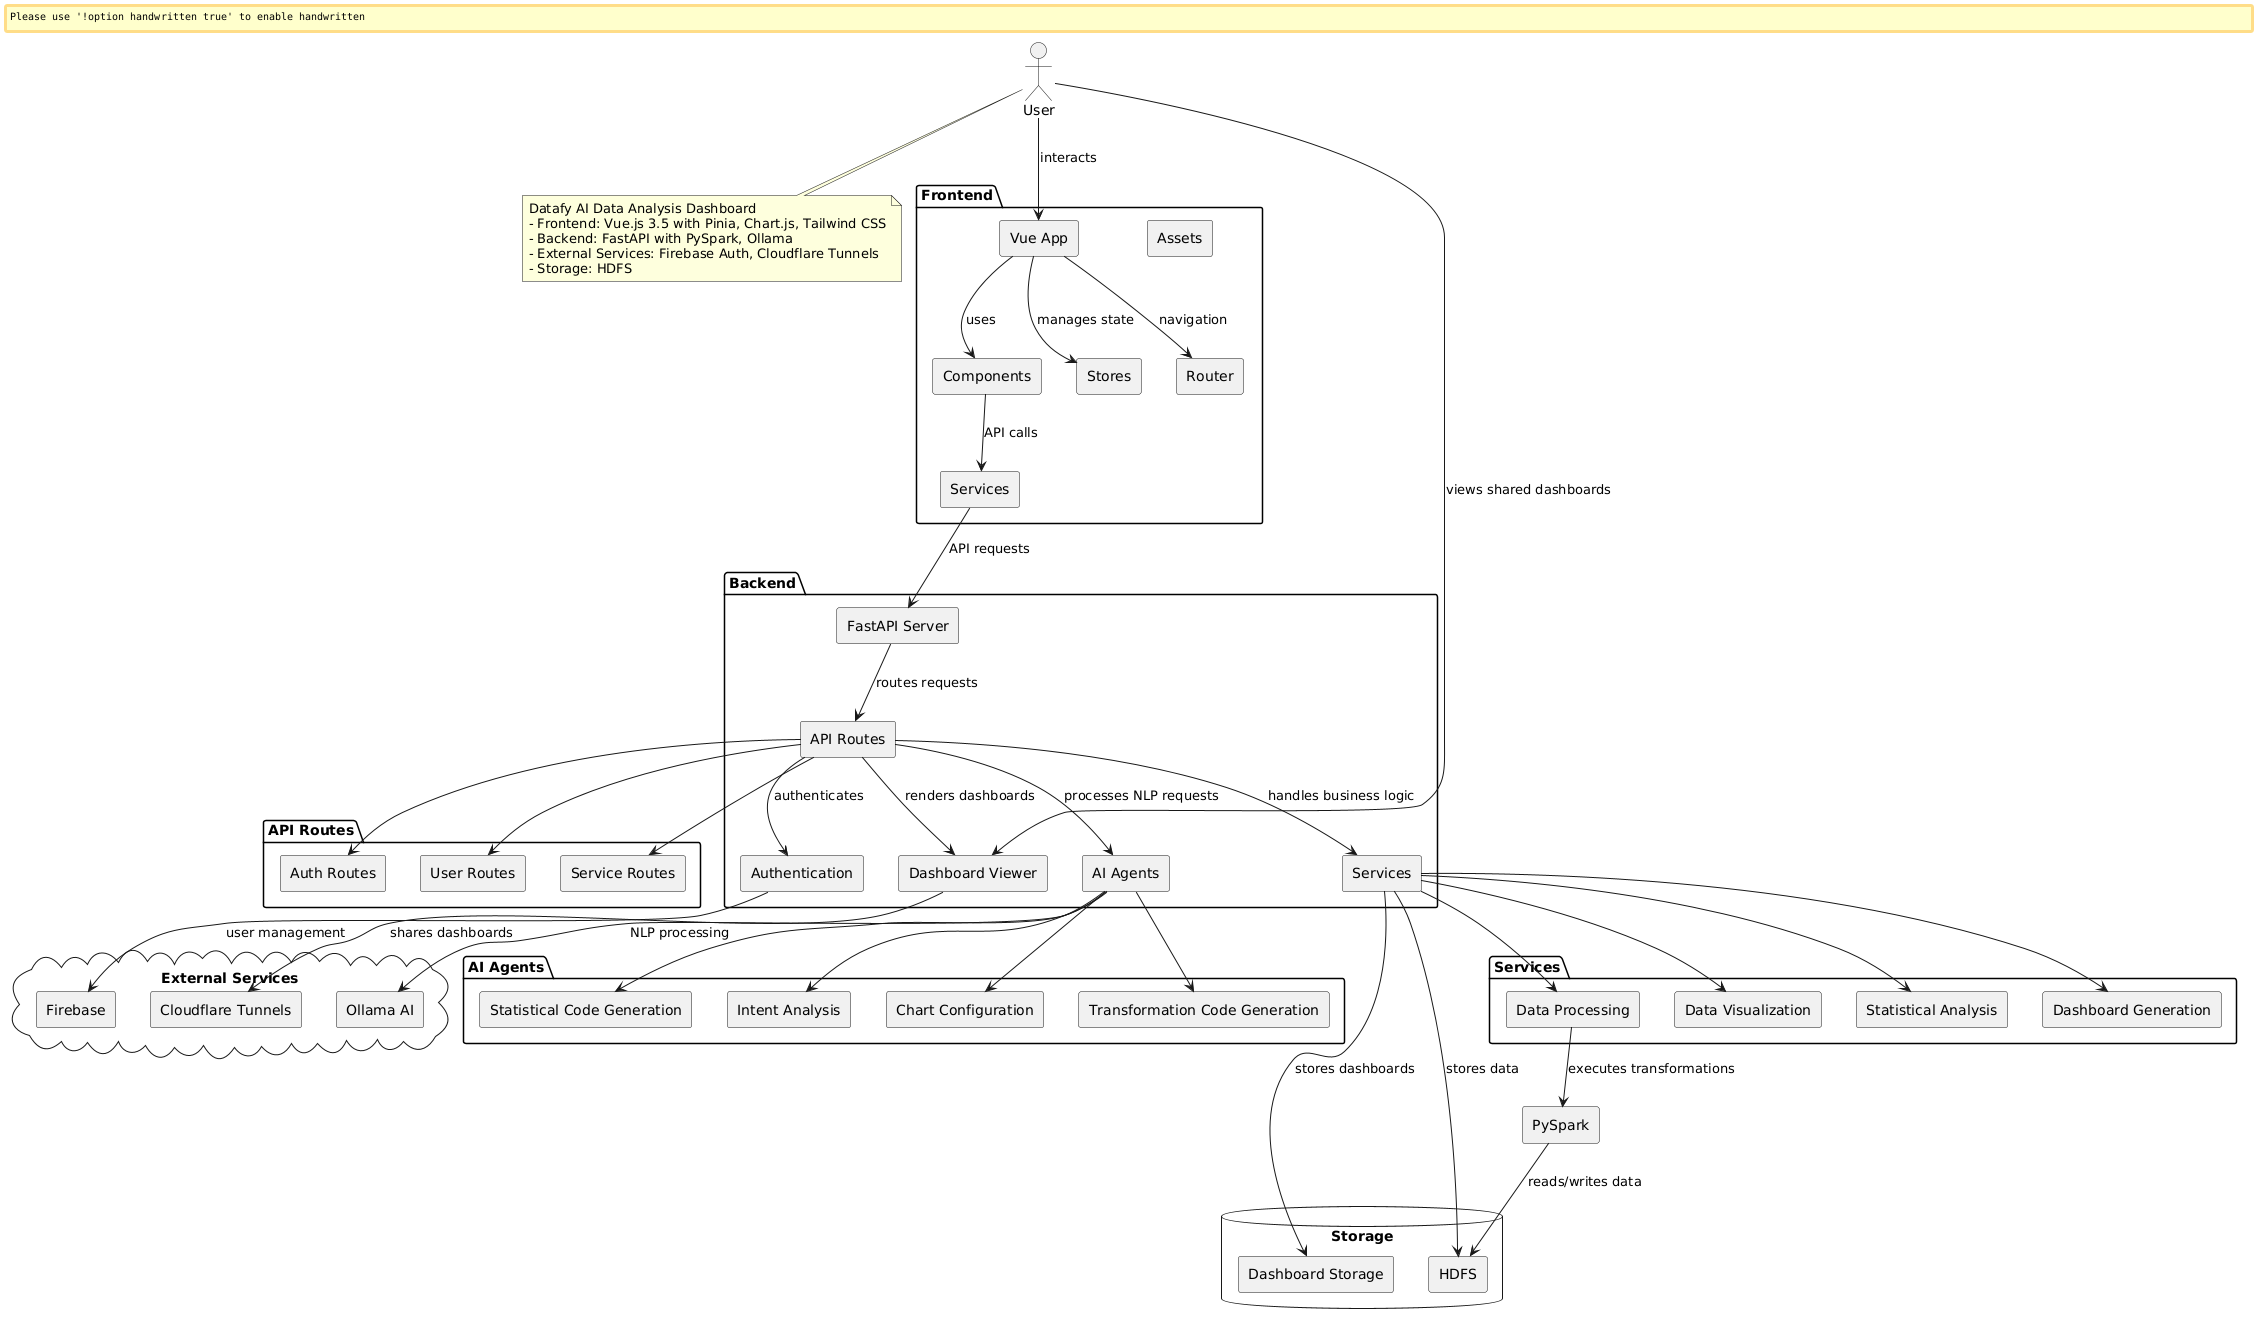 Please use '!option handwritten true' to enable handwritten
User
interacts
Datafy AI Data Analysis Dashboard
- Frontend: Vue.js 3.5 with Pinia, Chart.js, Tailwind CSS
- Backend: FastAPI with PySpark, Ollama
- External Services: Firebase Auth, Cloudflare Tunnels
- Storage: HDFS
Frontend
Vue App
Assets
uses
manages state
navigation
Components
Stores
Router
API calls
Services
views shared dashboards
API requests
Backend
FastAPI Server
routes requests
API Routes
authenticates
renders dashboards
processes NLP requests
handles business logic
API Routes
Auth Routes
User Routes
Service Routes
Authentication
Dashboard Viewer
AI Agents
Services
user management
shares dashboards
NLP processing
External Services
Firebase
Cloudflare Tunnels
Ollama AI
AI Agents
Statistical Code Generation
Intent Analysis
Chart Configuration
Transformation Code Generation
Services
Data Processing
Data Visualization
Statistical Analysis
Dashboard Generation
stores dashboards
stores data
executes transformations
PySpark
reads/writes data
Storage
Dashboard Storage
HDFS